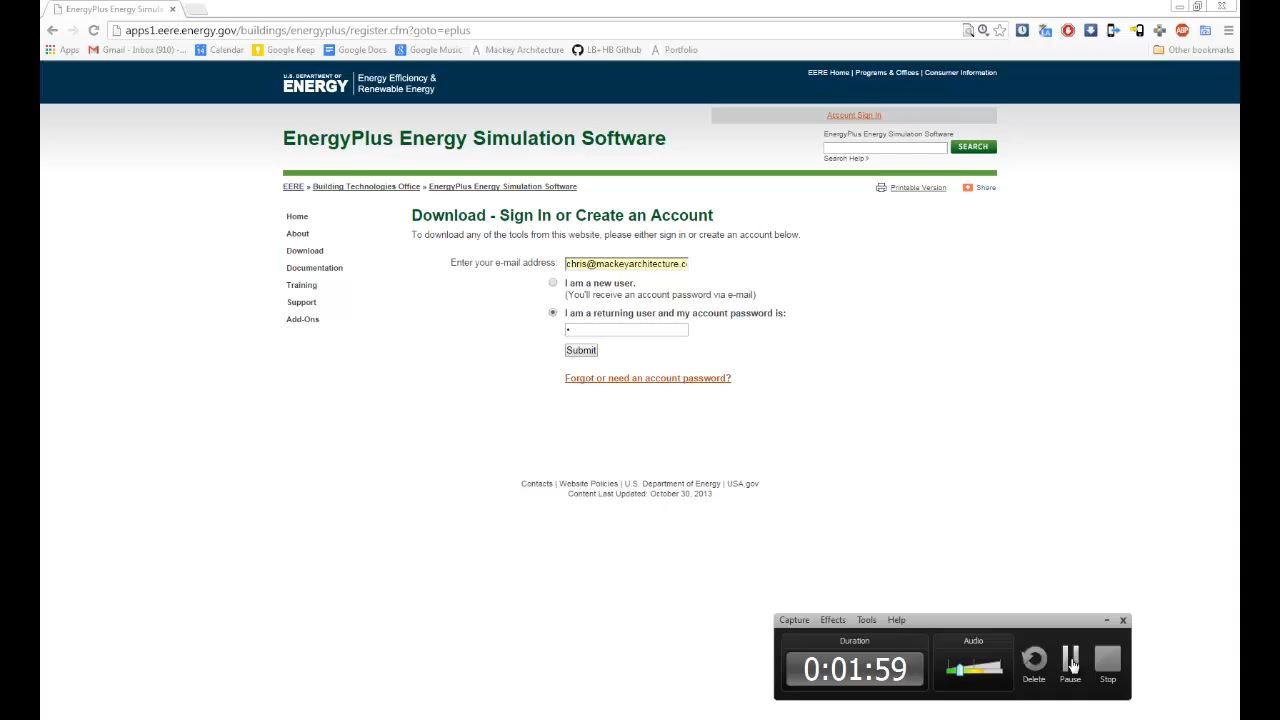 EnergyPlus Energy Simula
apps1.eere.energy.gov/buildings/energyplus/register.cfm?goto=eplus
Apps Gmail - Inbox (910) -... Calendar Google Keep Google Docs Google Music Mackey Architecture LB+HB Github Portfolio Other bookmarks
U.S. DEPARTMENT OF
ENERGY
Energy Efficiency &
Renewable Energy
EERE Home | Programs & Offices | Consumer Information
Account Sign In
EnergyPlus Energy Simulation Software
EnergyPlus Energy Simulation Software
SEARCH
Search Help
EERE » Building Technologies Office » EnergyPlus Energy Simulation Software
Printable Version Share
Home
About
Download
Documentation
Training
Support
Add-Ons
Download - Sign In or Create an Account
To download any of the tools from this website, please either sign in or create an account below.
Enter your e-mail address: chris@mackeyarchitecture.c
I am a new user.
(You'll receive an account password via e-mail)
I am a returning user and my account password is:
Submit
Forgot or need an account password?
Contacts | Website Policies | U.S. Department of Energy | USA.gov
Content Last Updated: October 30, 2013
Capture Effects Tools Help
Duration
0:01:59
Audio
Delete Pause Stop